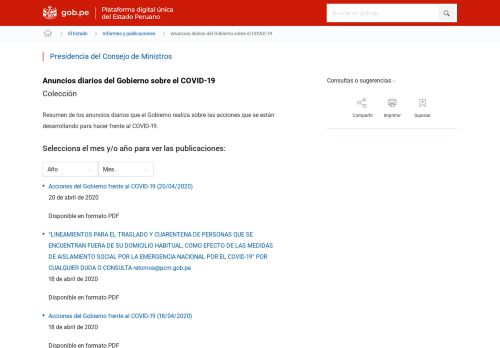 gob.pe
Plataforma digital única
del Estado Peruano
Buscar en gob.pe
El Estado
Informes y publicaciones
Anuncios diarios del Gobierno sobre el COVID-19
Presidencia del Consejo de Ministros
Anuncios diarios del Gobierno sobre el COVID-19
Colección
Resumen de los anuncios diarios que el Gobierno realiza sobre las acciones que se están
desarrollando para hacer frente al COVID-19.
Consultas o sugerencias
Compartir
Imprimir
Guardar
Selecciona el mes y/o año para ver las publicaciones:
Año
Mes
Acciones del Gobierno frente al COVID-19 (20/04/2020)
20 de abril de 2020
Disponible en formato PDF
"LINEAMIENTOS PARA EL TRASLADO Y CUARENTENA DE PERSONAS QUE SE
ENCUENTRAN FUERA DE SU DOMICILIO HABITUAL, COMO EFECTO DE LAS MEDIDAS
DE AISLAMIENTO SOCIAL POR LA EMERGENCIA NACIONAL POR EL COVID-19" POR
CUALQUIER DUDA O CONSULTA retornos@pcm.gob.pe
18 de abril de 2020
Disponible en formato PDF
Acciones del Gobierno frente al COVID-19 (18/04/2020)
18 de abril de 2020
Disponible en formato PDF